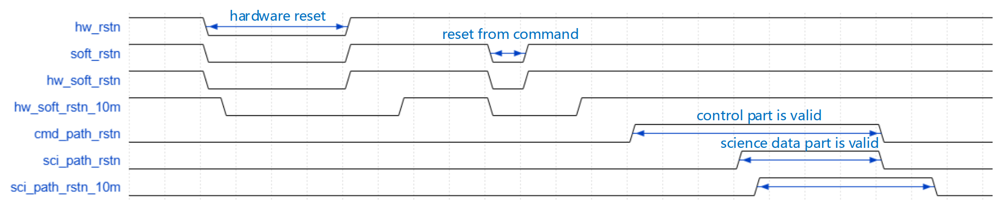 hardware reset
hw_rstn
reset from command
soft_rstn
hw_soft_rstn
hw_soft_rstn_10m
control part is valid
cmd_path_rstn
science data part is valid
sci_path_rstn
sci_path_rstn_10m